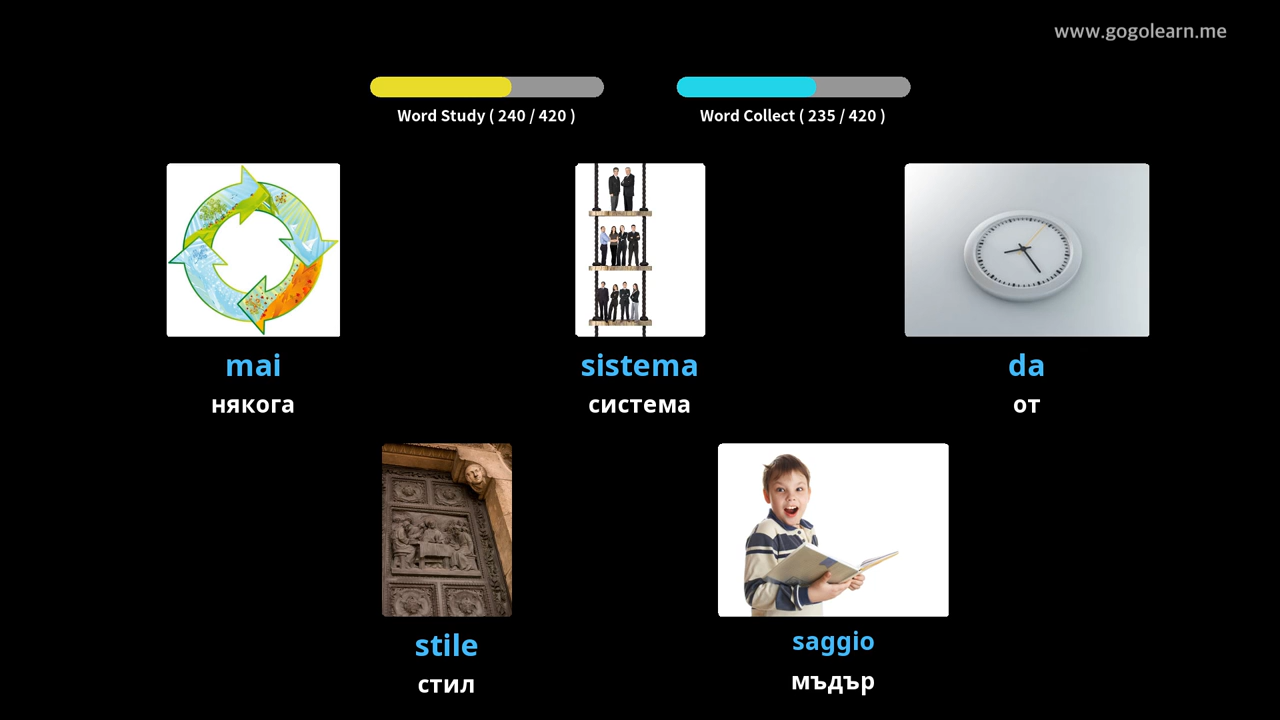 www.gogolearn.me
Word Study ( 240 / 420 )
Word Collect ( 235 / 420 )
mai
някога
sistema
система
da
от
stile
стил
saggio
мъдър